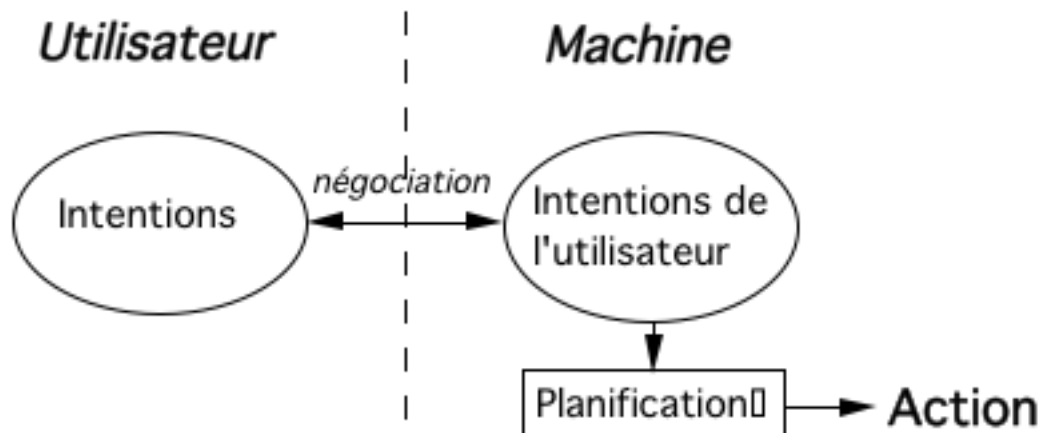 Utilisateur
Machine
négociation
Intentions
Intentions de
l'utilisateur
Planification▯
Action